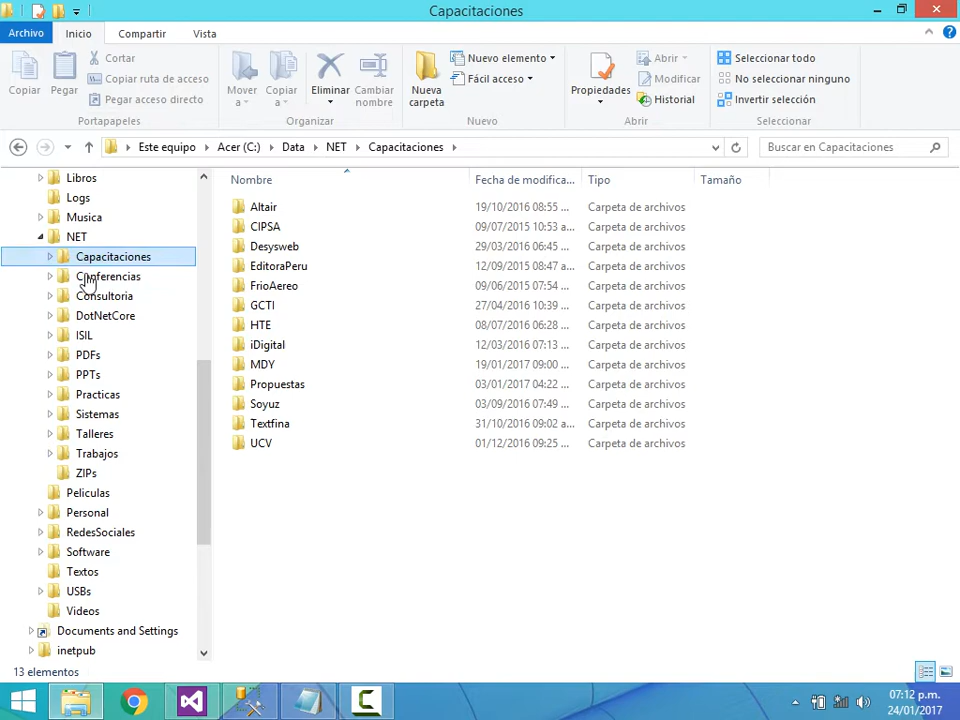 Capacitaciones
Archivo Inicio Compartir Vista
Copiar
Pegar
Cortar
Copiar ruta de acceso
Pegar acceso directo
Portapapeles
Mover a
Copiar a
Eliminar
Cambiar nombre
Organizar
Nueva carpeta
Nuevo elemento
Fácil acceso
Nuevo
Propiedades
Abrir
Modificar
Historial
Abrir
Seleccionar todo
No seleccionar ninguno
Invertir selección
Seleccionar
Este equipo Acer (C:) Data NET Capacitaciones
Buscar en Capacitaciones
Libros
Logs
Musica
NET
Capacitaciones
Conferencias
Consultoria
DotNetCore
ISIL
PDFs
PPTs
Practicas
Sistemas
Talleres
Trabajos
ZIPs
Peliculas
Personal
RedesSociales
Software
Textos
USBs
Videos
Documents and Settings
inetpub
Nombre Fecha de modifica... Tipo Tamaño
Altair 19/10/2016 08:55 ... Carpeta de archivos
CIPSA 09/07/2015 10:53 a... Carpeta de archivos
Desysweb 29/03/2016 06:45 ... Carpeta de archivos
EditoraPeru 12/09/2015 08:47 a... Carpeta de archivos
FrioAereo 09/06/2015 07:54 ... Carpeta de archivos
GCTI 27/04/2016 10:39 ... Carpeta de archivos
HTE 08/07/2016 06:28 ... Carpeta de archivos
iDigital 12/03/2016 07:13 ... Carpeta de archivos
MDY 19/01/2017 09:00 ... Carpeta de archivos
Propuestas 03/01/2017 04:22 ... Carpeta de archivos
Soyuz 03/09/2016 07:49 ... Carpeta de archivos
Textfina 31/10/2016 09:02 a... Carpeta de archivos
UCV 01/12/2016 09:25 ... Carpeta de archivos
13 elementos
07:12 p.m.
24/01/2017